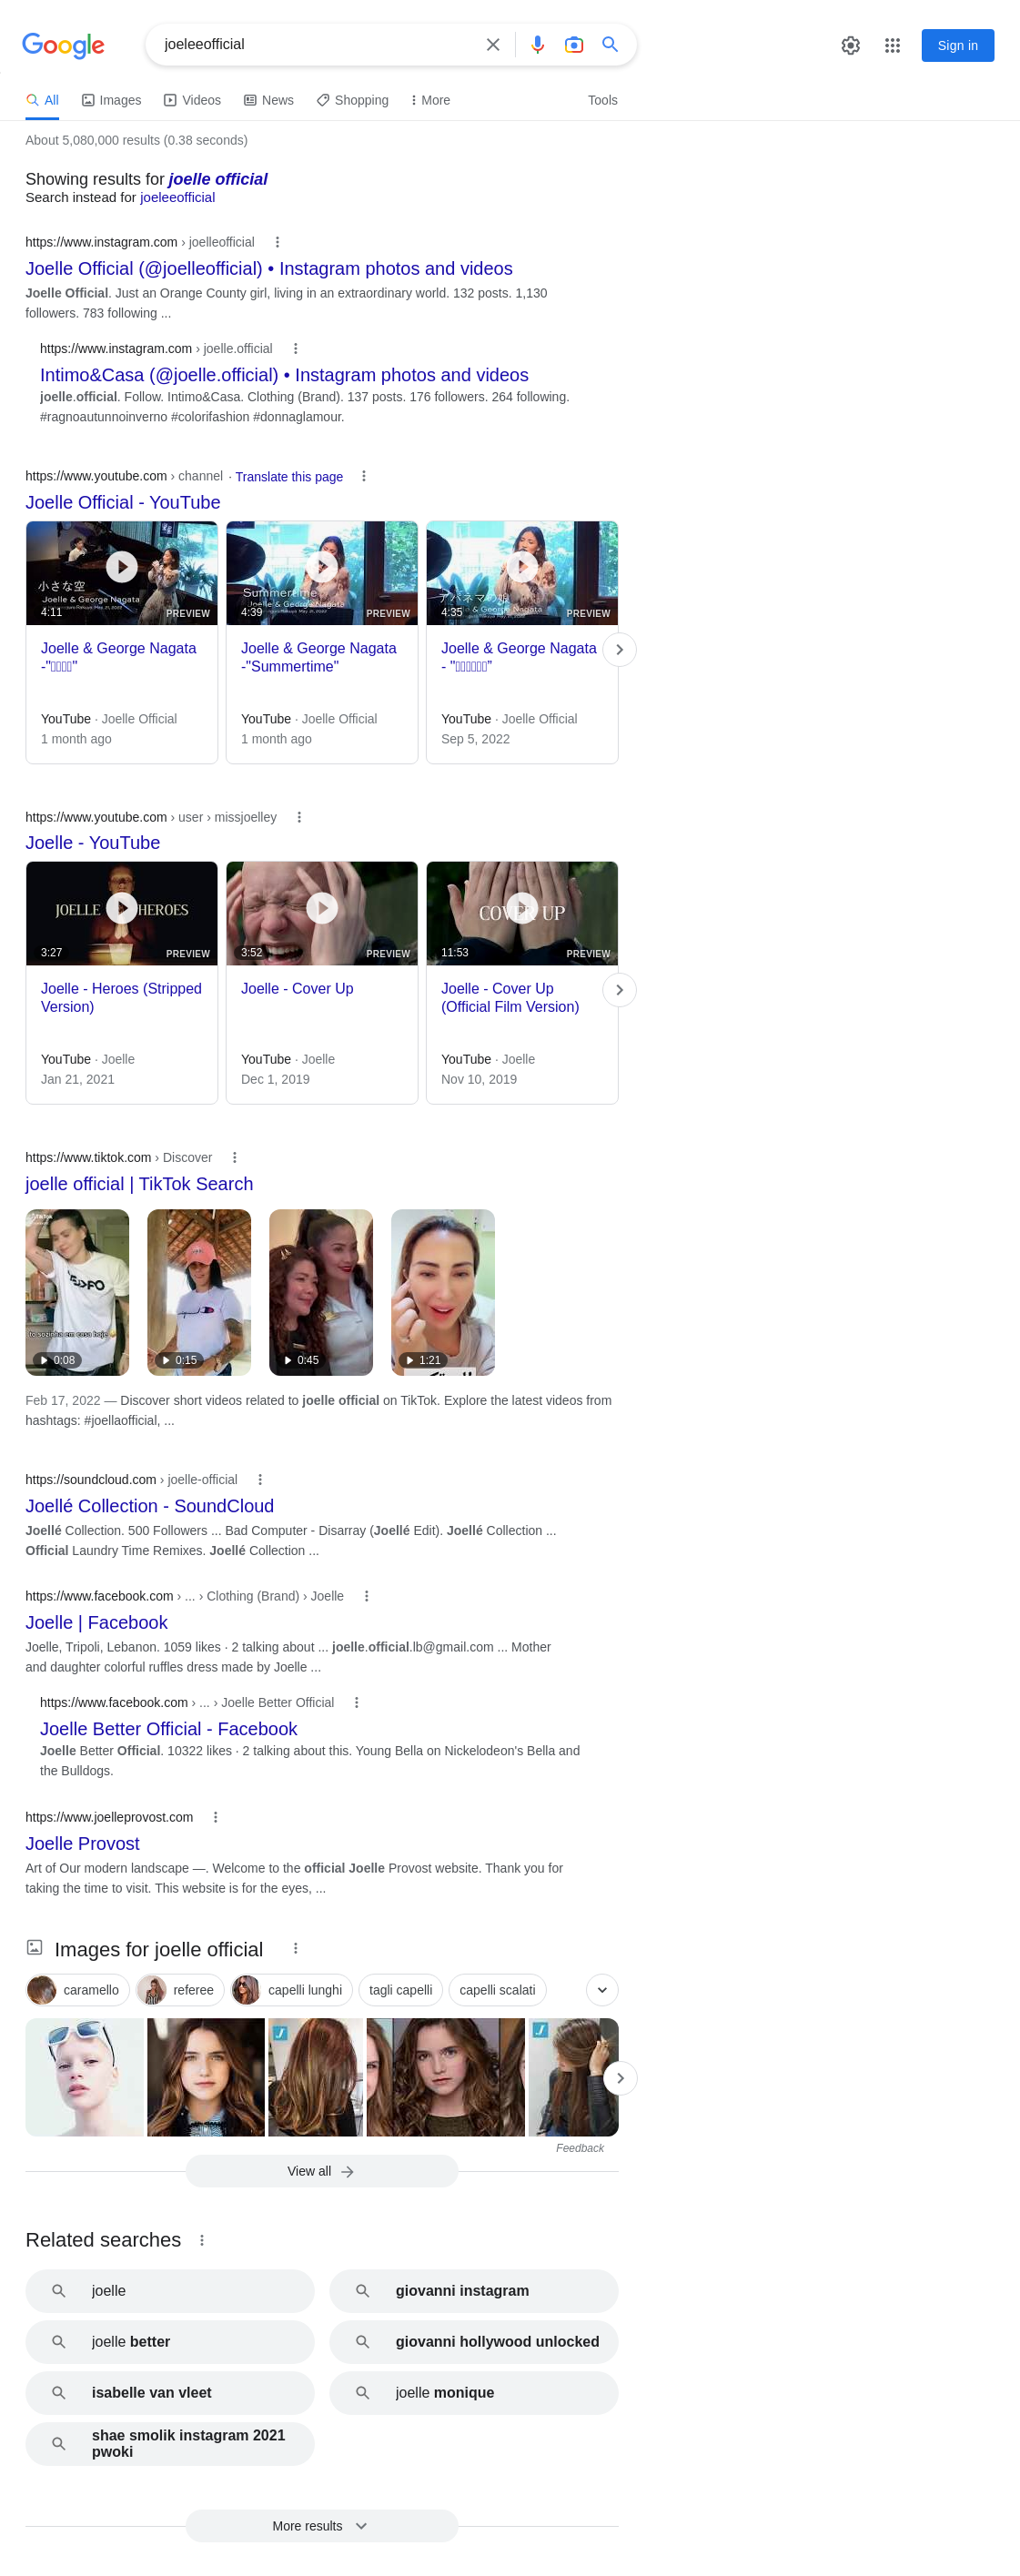 Google
joeleeofficial
Sign in
All
Images
Videos
News
Shopping
More
Tools
About 5,080,000 results (0.38 seconds)
Showing results for joelle official
Search instead for joeleeofficial
https://www.instagram.com › joelleofficial
Joelle Official (@joelleofficial) • Instagram photos and videos
Joelle Official. Just an Orange County girl, living in an extraordinary world. 132 posts. 1,130
followers. 783 following ...
https://www.instagram.com › joelle.official
Intimo&Casa (@joelle.official) • Instagram photos and videos
joelle.official. Follow. Intimo&Casa. Clothing (Brand). 137 posts. 176 followers. 264 following.
#ragnoautunnoinverno #colorifashion #donnaglamour.
https://www.youtube.com › channel · Translate this page
Joelle Official - YouTube
小さな空
Joelle & George Nagata
4:11
PREVIEW
Summertime
Joelle & George Nagata
4:39
PREVIEW
アパネマの娘
& George Nagata
4:35
PREVIEW
Joelle & George Nagata
-"▯▯▯▯"
YouTube · Joelle Official
1 month ago
Joelle & George Nagata
-"Summertime"
YouTube · Joelle Official
1 month ago
Joelle & George Nagata
- "▯▯▯▯▯▯”
YouTube · Joelle Official
Sep 5, 2022
https://www.youtube.com › user › missjoelley
Joelle - YouTube
JOELLE HEROES
3:27
PREVIEW
3:52
PREVIEW
COVER UP
11:53
PREVIEW
Joelle - Heroes (Stripped
Version)
YouTube · Joelle
Jan 21, 2021
Joelle - Cover Up
YouTube · Joelle
Dec 1, 2019
Joelle - Cover Up
(Official Film Version)
YouTube · Joelle
Nov 10, 2019
https://www.tiktok.com › Discover
joelle official | TikTok Search
to sozinha em casa hoje
0:08
0:15
0:45
1:21
Feb 17, 2022 — Discover short videos related to joelle official on TikTok. Explore the latest videos from
hashtags: #joellaofficial, ...
https://soundcloud.com › joelle-official
Joellé Collection - SoundCloud
Joellé Collection. 500 Followers ... Bad Computer - Disarray (Joellé Edit). Joellé Collection ...
Official Laundry Time Remixes. Joellé Collection ...
https://www.facebook.com › ... › Clothing (Brand) › Joelle
Joelle | Facebook
Joelle, Tripoli, Lebanon. 1059 likes · 2 talking about ... joelle.official.lb@gmail.com ... Mother
and daughter colorful ruffles dress made by Joelle ...
https://www.facebook.com › ... › Joelle Better Official
Joelle Better Official - Facebook
Joelle Better Official. 10322 likes · 2 talking about this. Young Bella on Nickelodeon's Bella and
the Bulldogs.
https://www.joelleprovost.com
Joelle Provost
Art of Our modern landscape —. Welcome to the official Joelle Provost website. Thank you for
taking the time to visit. This website is for the eyes, ...
Images for joelle official
caramello
referee
capelli lunghi
tagli capelli
capelli scalati
Feedback
View all
Related searches
joelle
giovanni instagram
joelle better
giovanni hollywood unlocked
isabelle van vleet
joelle monique
shae smolik instagram 2021
pwoki
More results